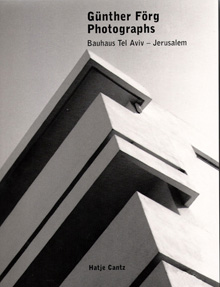 Günther Förg
Photographs
Bauhaus Tel Aviv – Jerusalem
Hatje Cantz